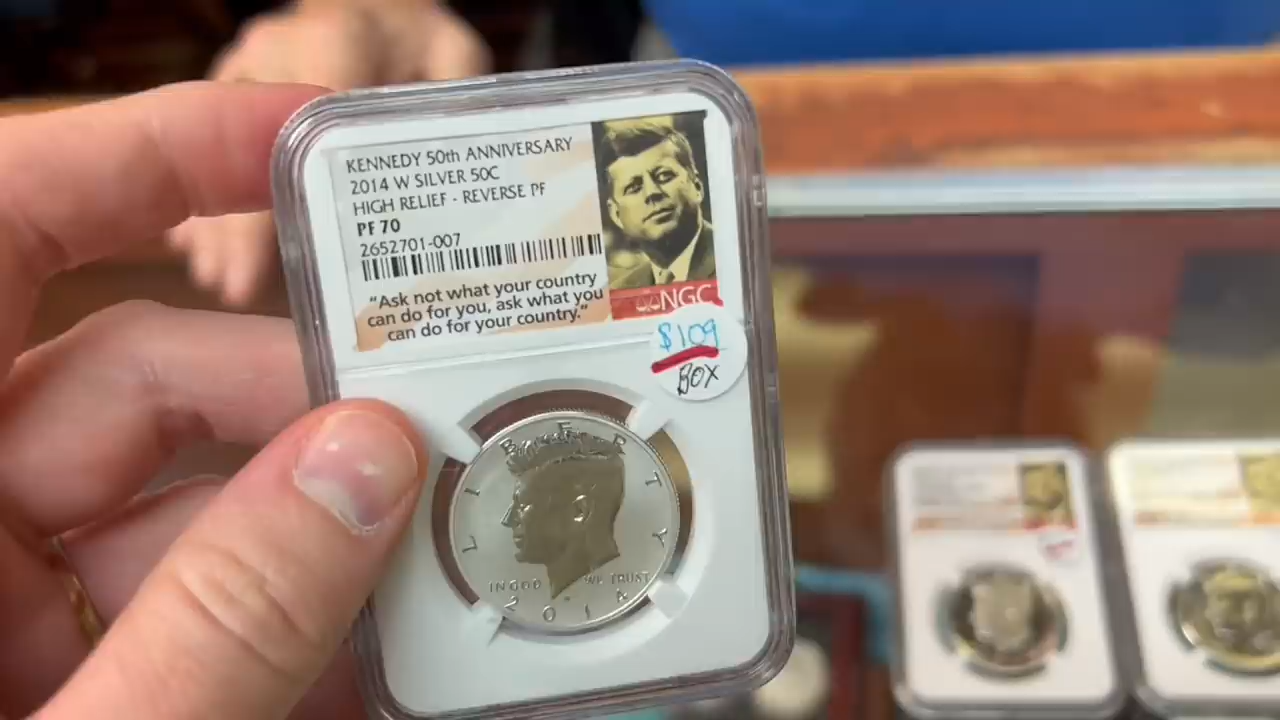 KENNEDY 50th ANNIVERSARY
2014 W SILVER 50C
HIGH RELIEF - REVERSE PF
PF 70
2652701-007
"Ask not what your country
can do for you, ask what you
can do for your country."
NGC
$109
BOX
LIBERTY
IN GOD WE TRUST
2014